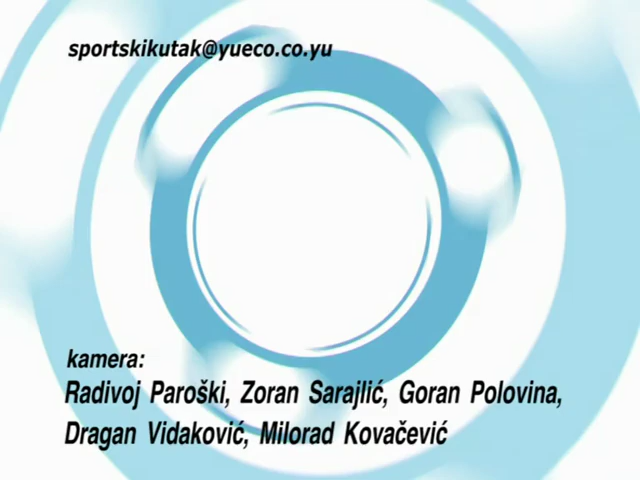 sportskikutak@yueco.co.yu
kamera:
Radivoj Paroški, Zoran Sarajlić, Goran Polovina,
Dragan Vidaković, Milorad Kovačević